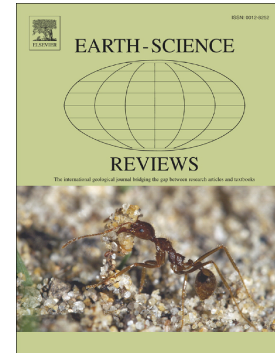 ISSN: 0012-8252
ELSEVIER
EARTH-SCIENCE
REVIEWS
The international geological journal bridging the gap between research articles and textbooks